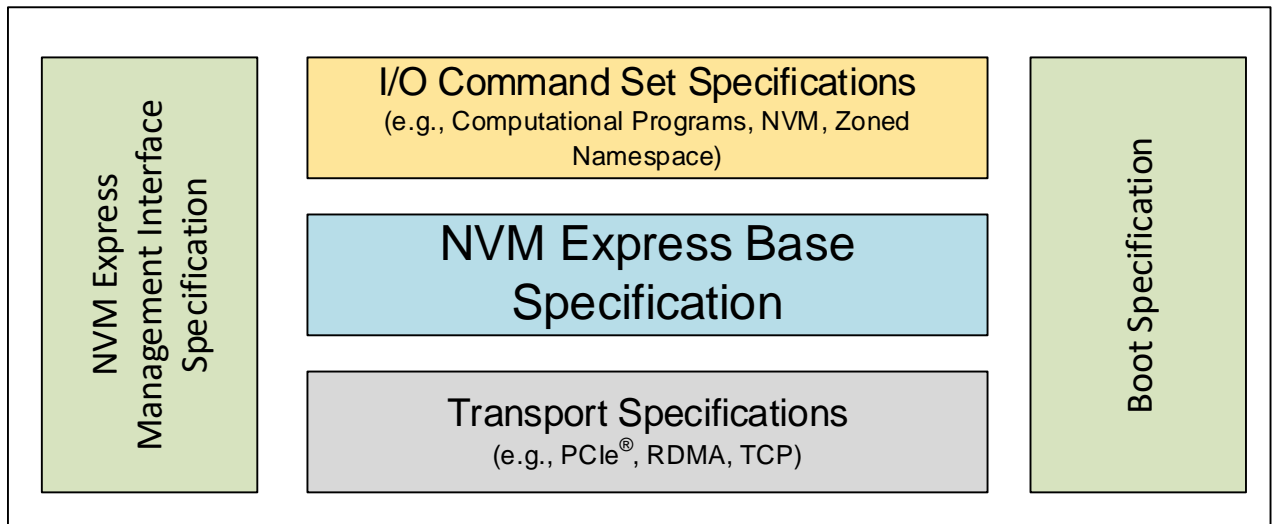 NVM Express
Management Interface
Specification
I/O Command Set Specifications
(e.g., Computational Programs, NVM, Zoned
Namespace)
NVM Express Base
Specification
Transport Specifications
(e.g., PCIe®, RDMA, TCP)
Boot Specification